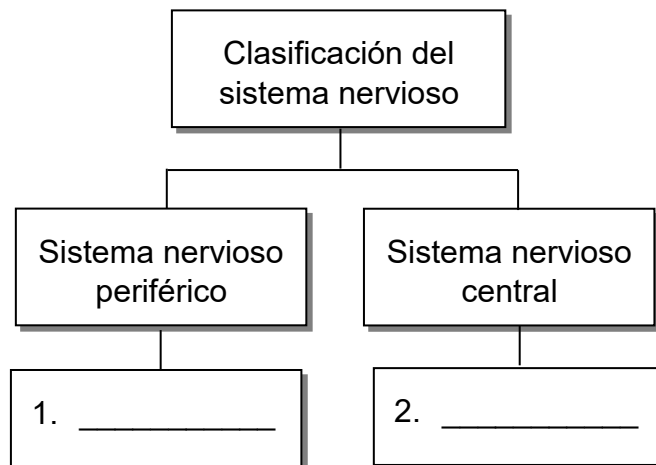 Clasificación del
sistema nervioso
Sistema nervioso
periférico
Sistema nervioso
central
1. ___________
2. ___________